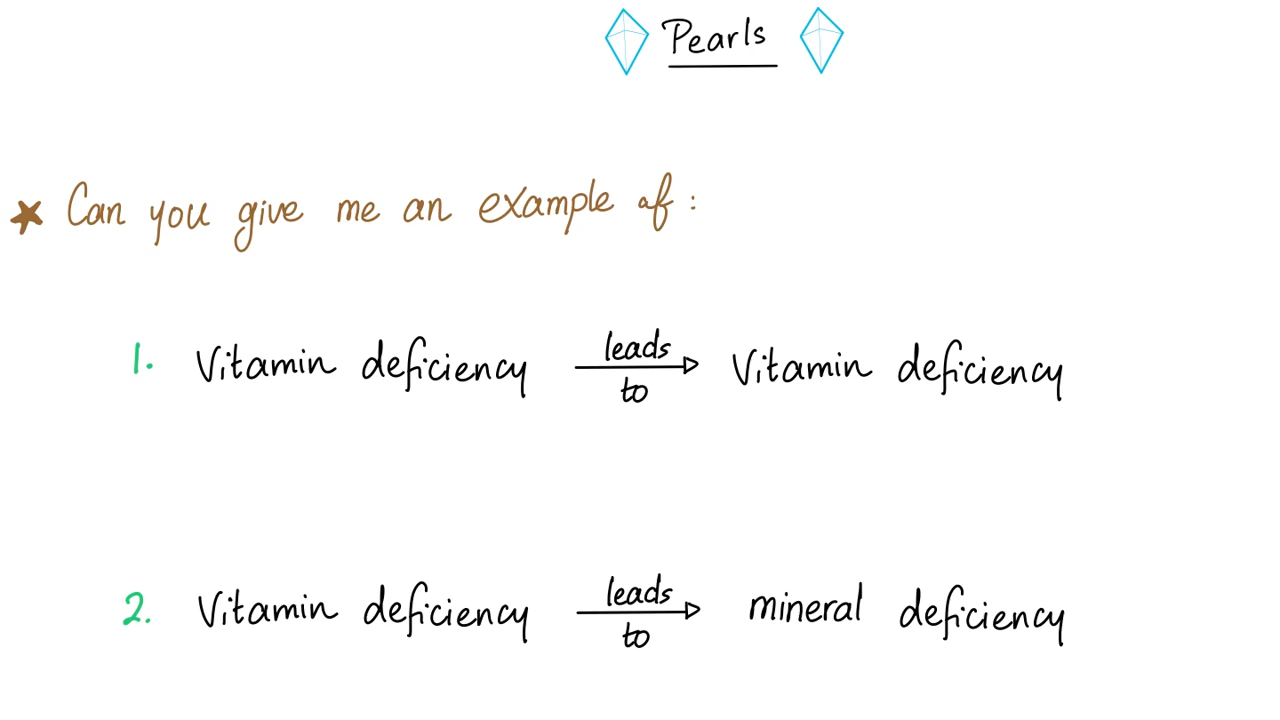 Pearls
★ Can you give me an example of :
1. Vitamin deficiency leads to Vitamin deficiency
2. Vitamin deficiency leads to mineral deficiency